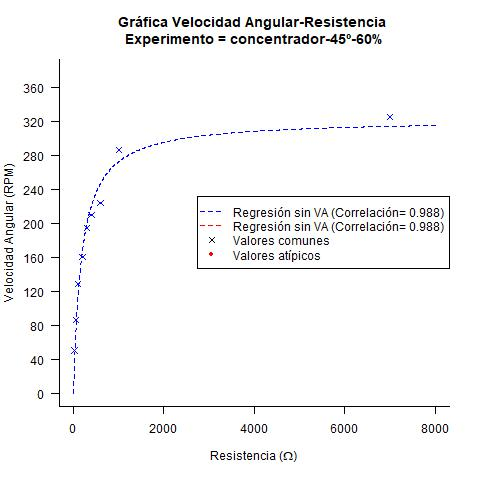 Gráfica Velocidad Angular-Resistencia
Experimento = concentrador-45º-60%
Velocidad Angular (RPM)
360
320
280
240
200
160
120
80
40
0
Regresión sin VA (Correlación= 0.988)
Regresión sin VA (Correlación= 0.988)
Valores comunes
Valores atípicos
0 2000 4000 6000 8000
Resistencia (Ω)